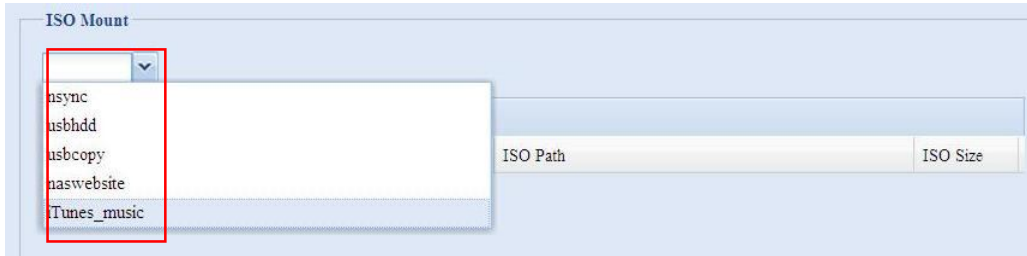 ISO Mount
nsync
usbhdd
usbcopy
naswebsite
iTunes_music
ISO Path
ISO Size